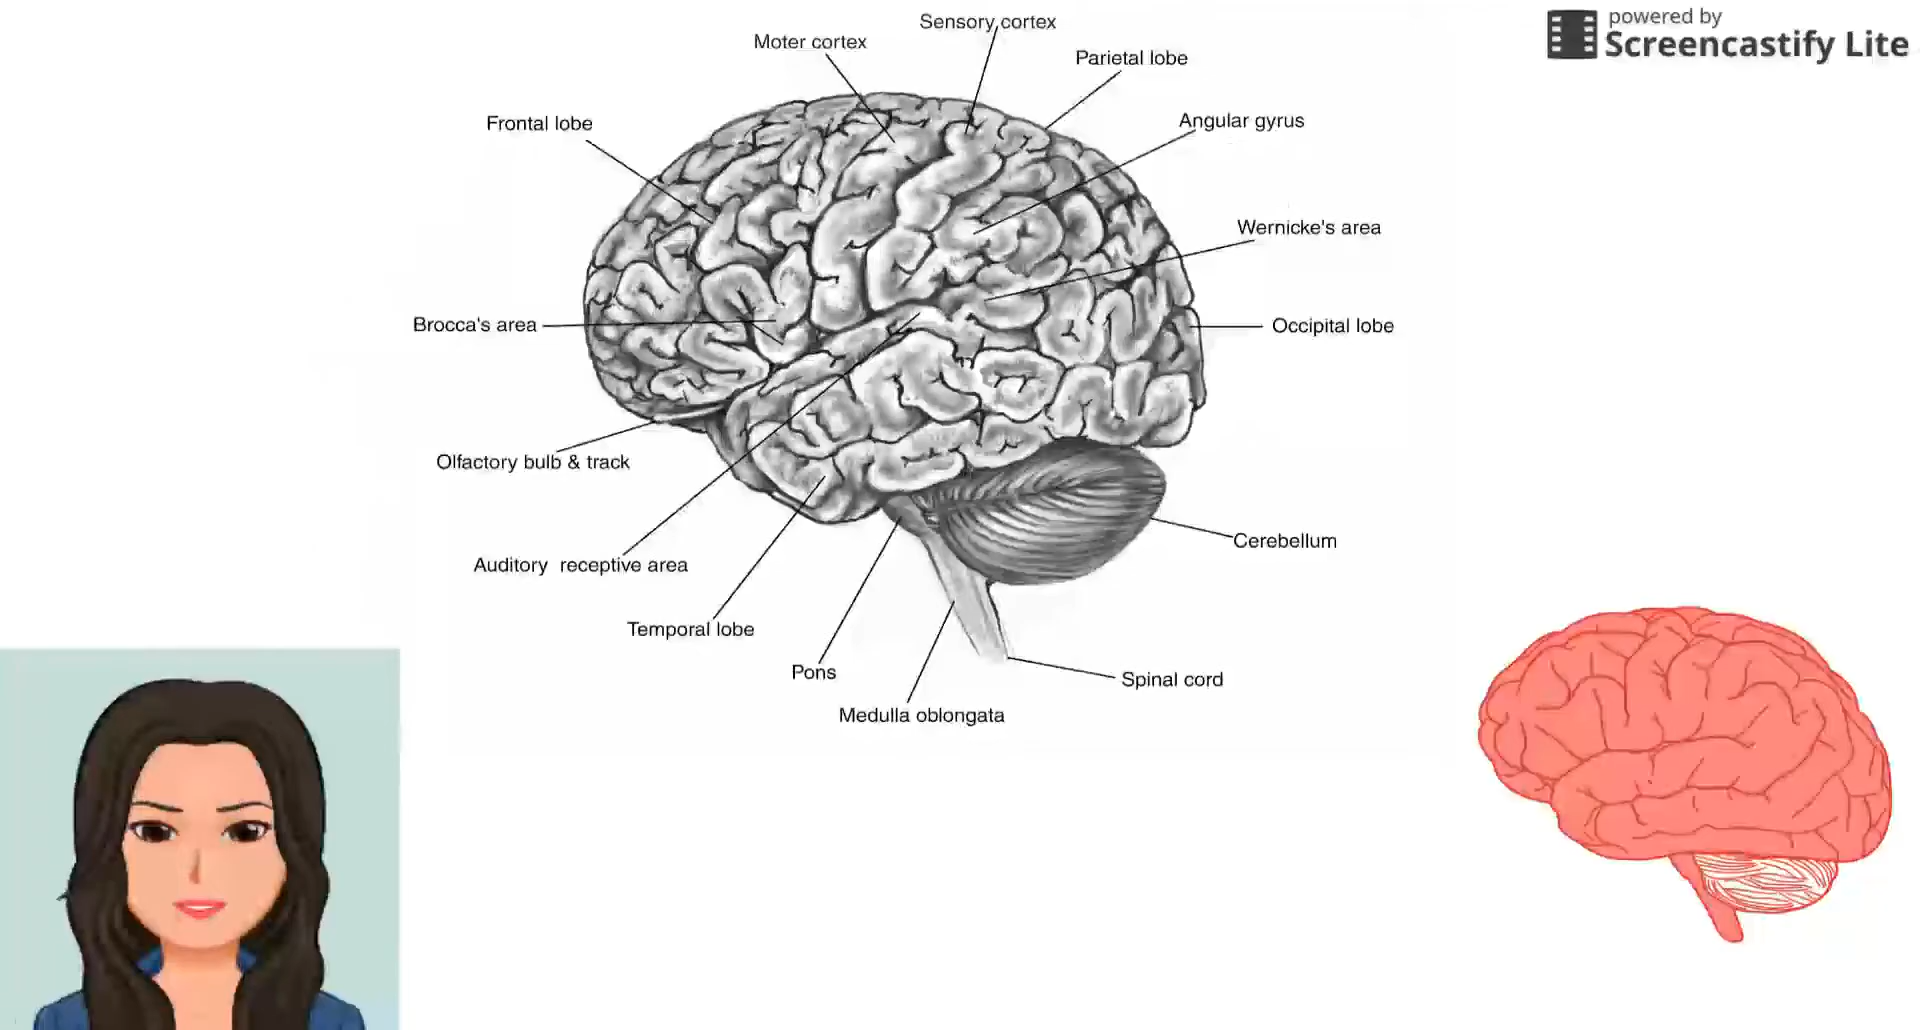 powered by
Screencastify Lite
Sensory cortex
Moter cortex
Parietal lobe
Frontal lobe
Angular gyrus
Wernicke's area
Brocca's area
Occipital lobe
Olfactory bulb & track
Cerebellum
Auditory receptive area
Temporal lobe
Pons
Spinal cord
Medulla oblongata